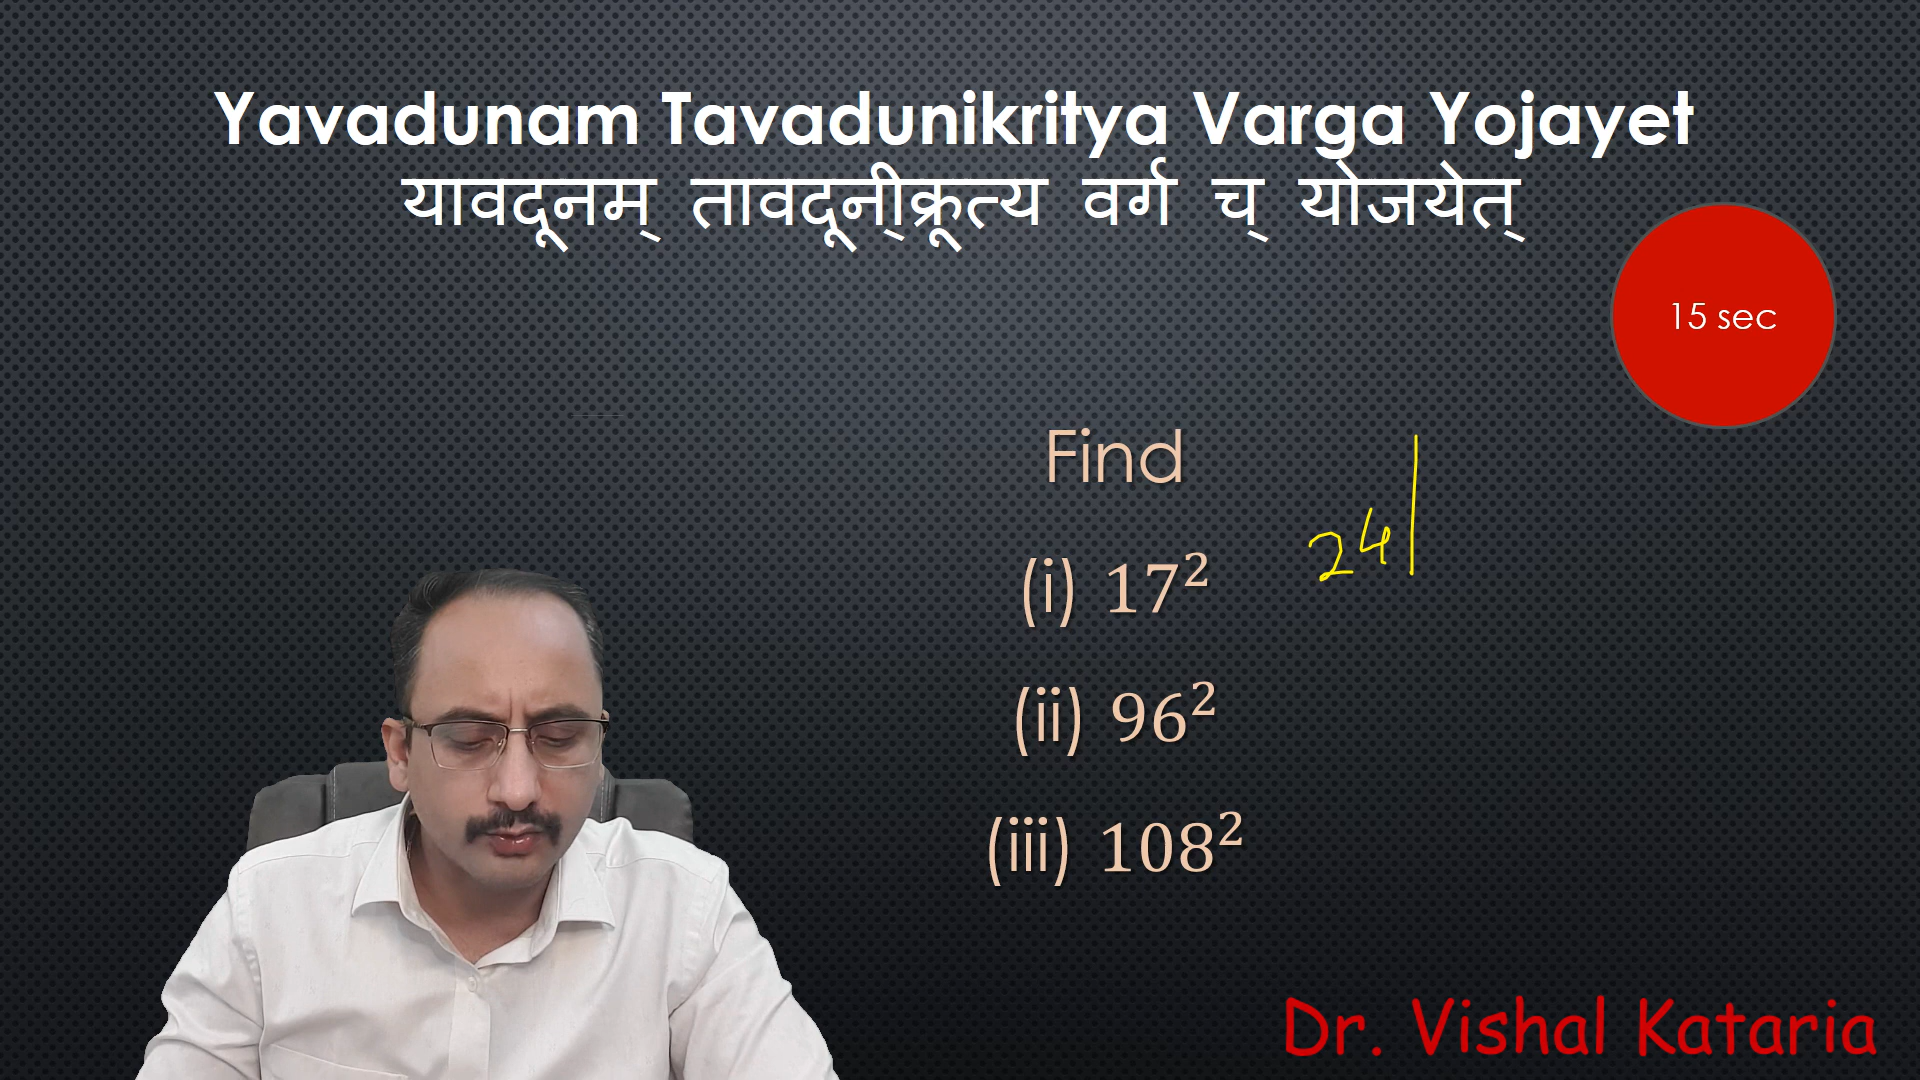 Yavadunam Tavadunikritya Varga Yojayet
यावदूनम् तावदूनी्क्रूत्य वर्ग च् योजयेत्
15 sec
Find
24|
(i) 17²
(ii) 96²
(iii) 108²
Dr. Vishal Kataria